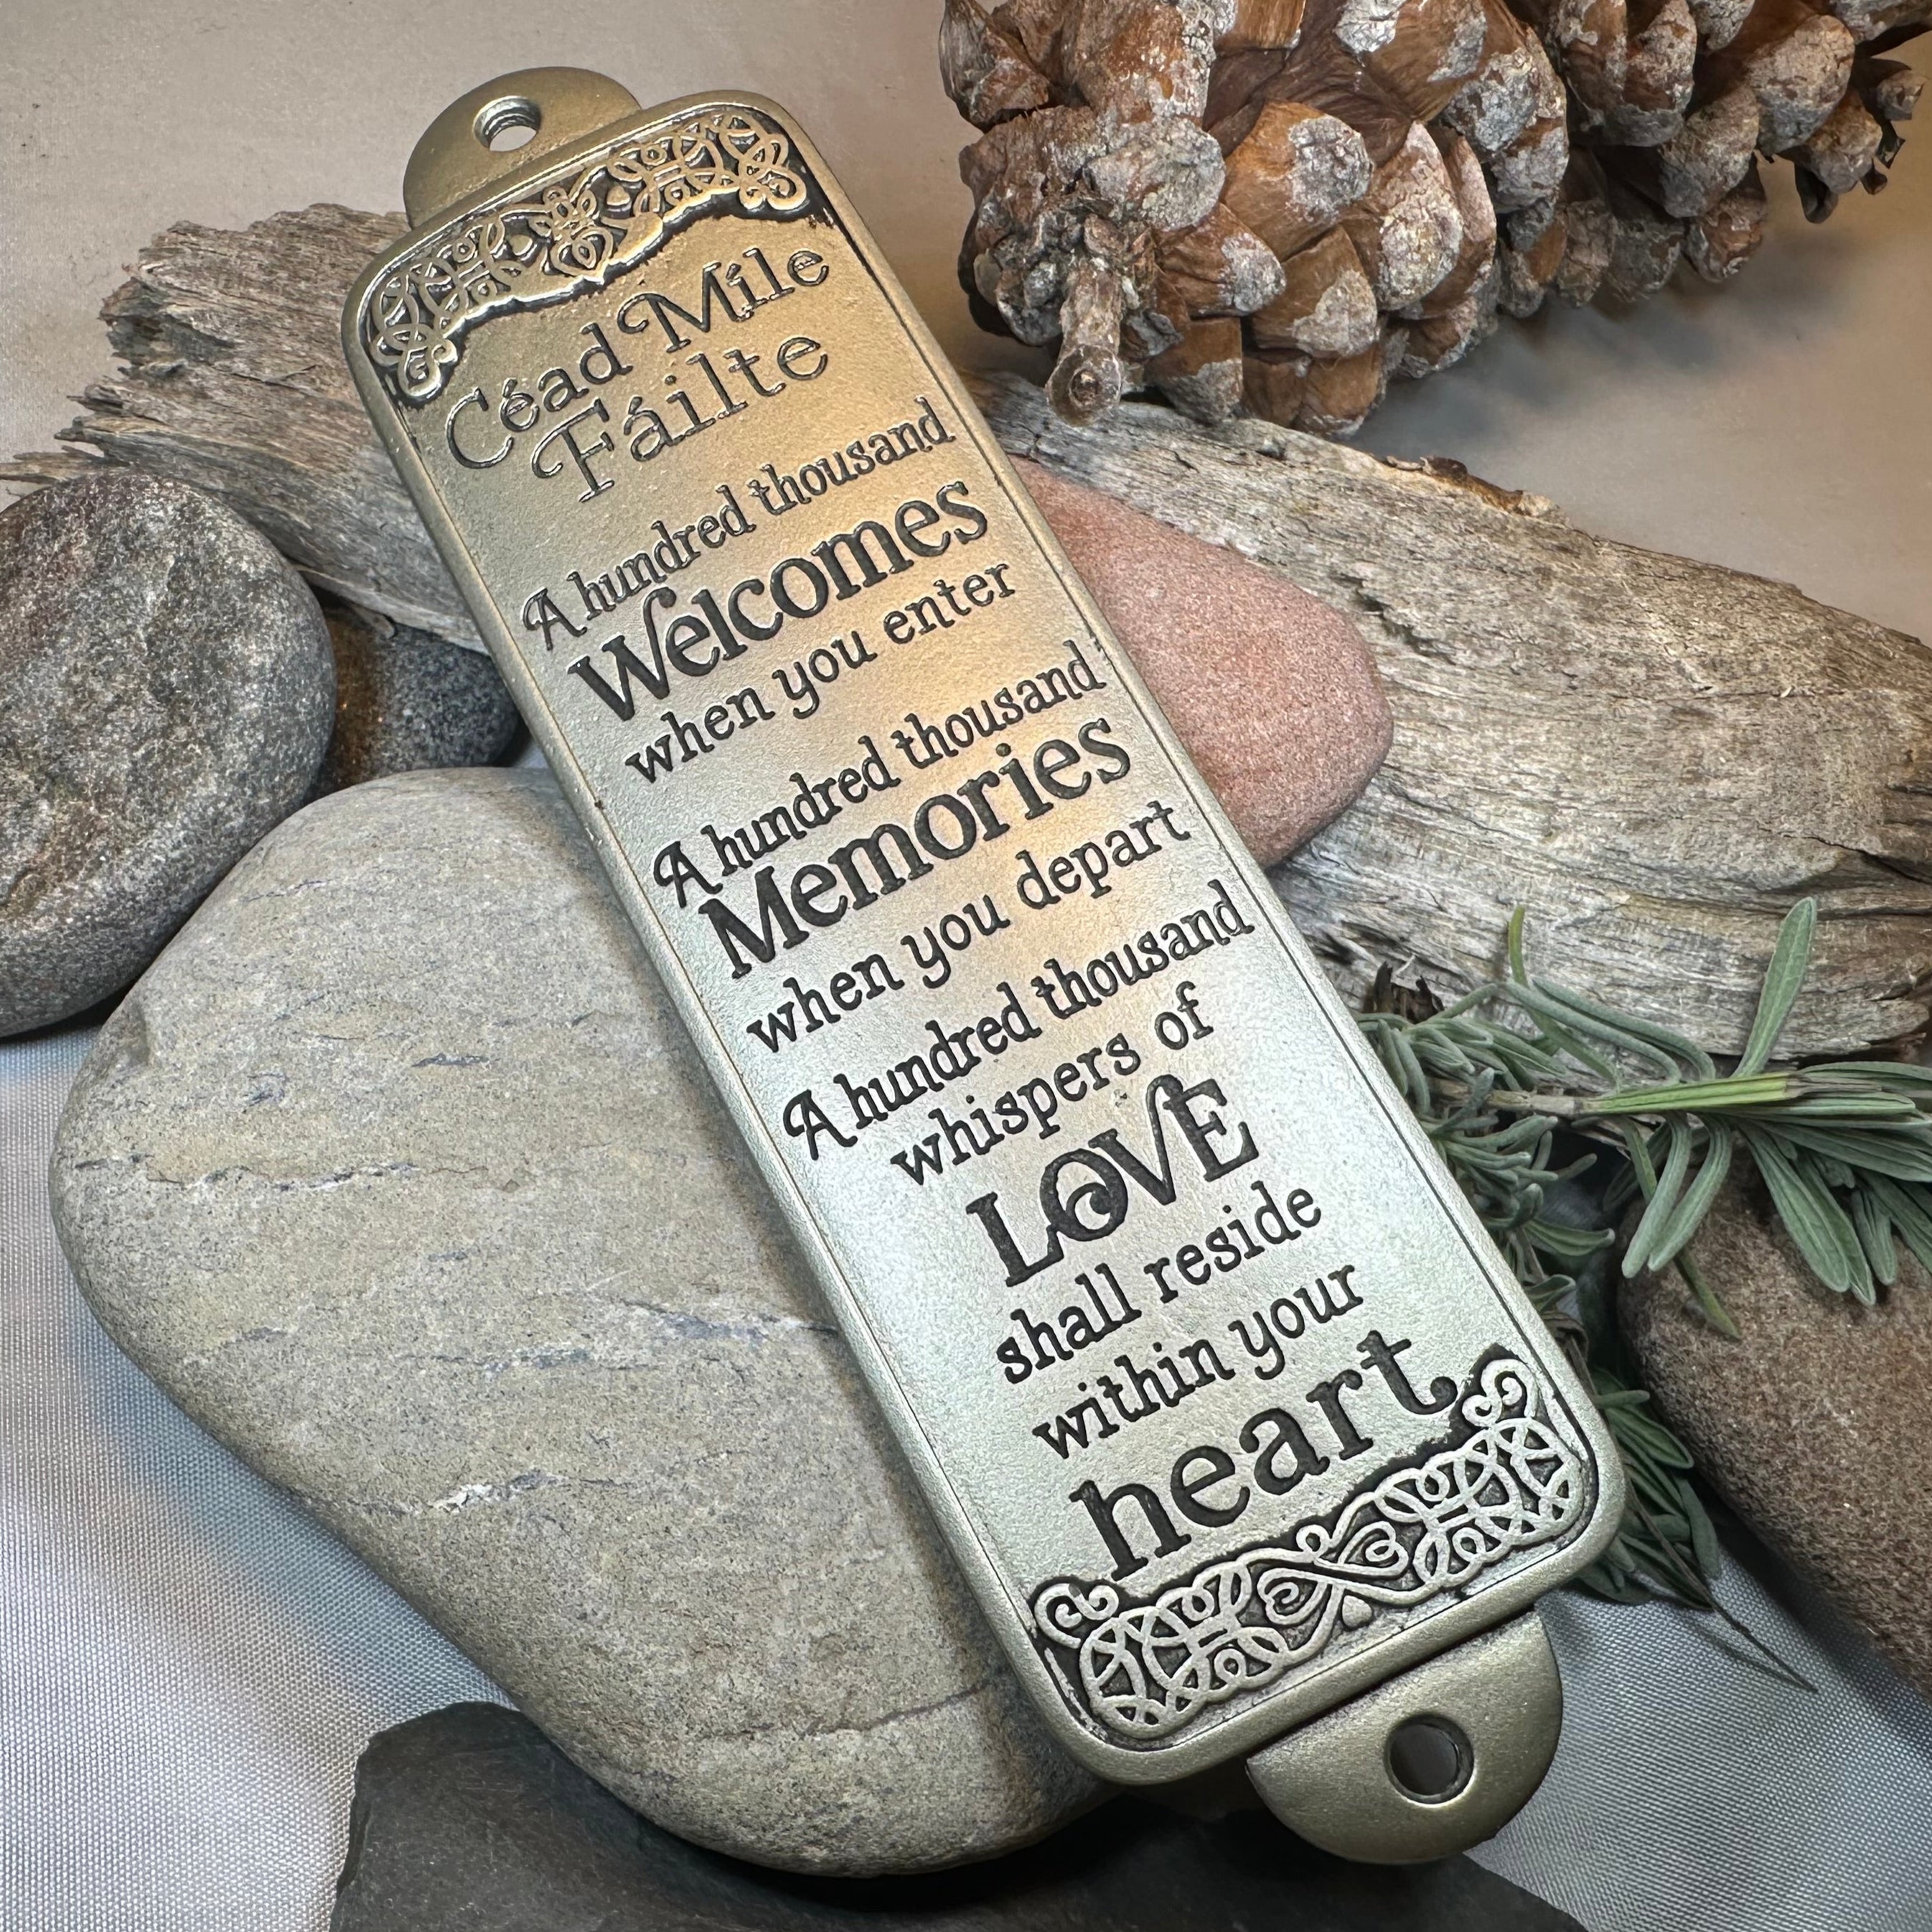 Céad Míle
Fáilte
A hundred thousand
Welcomes
when you enter
A hundred thousand
Memories
when you depart
A hundred thousand
whispers of
LOVE
shall reside
within your
heart